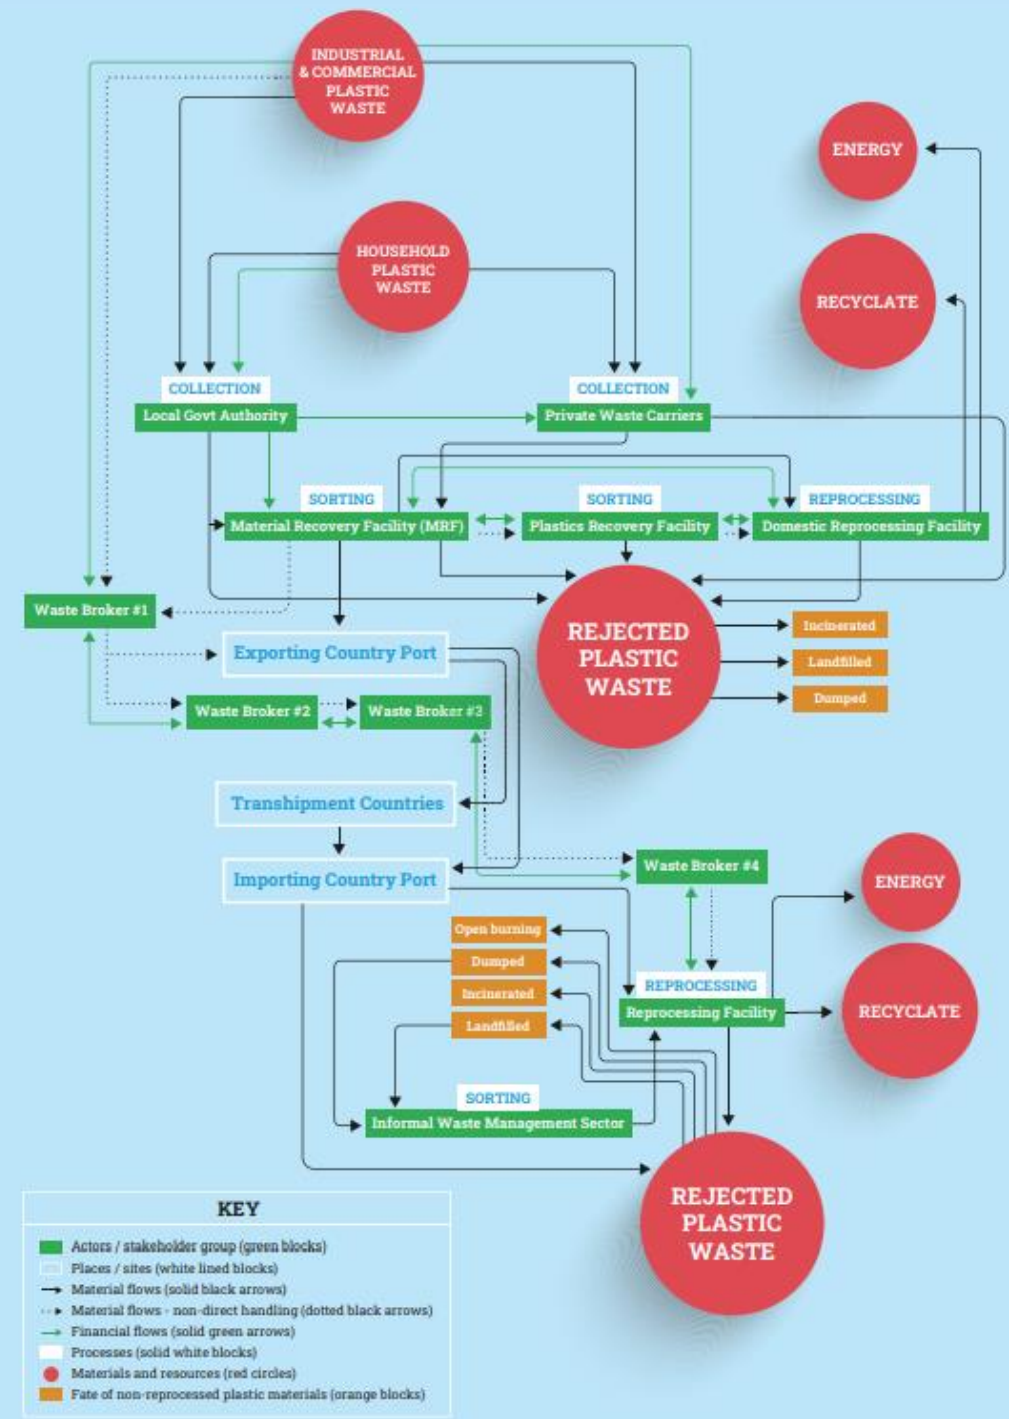 INDUSTRIAL
& COMMERCIAL
PLASTIC
WASTE
ENERGY
HOUSEHOLD
PLASTIC
WASTE
RECYCLATE
COLLECTION
Local Govt Authority
COLLECTION
Private Waste Carriers
SORTING
Material Recovery Facility (MRF)
SORTING
Plastics Recovery Facility
REPROCESSING
Domestic Reprocessing Facility
Waste Broker #1
REJECTED
PLASTIC
WASTE
Incinerated
Landfilled
Dumped
Exporting Country Port
Waste Broker #2
Waste Broker #3
Transhipment Countries
Importing Country Port
Waste Broker #4
ENERGY
Open burning
Dumped
Incinerated
Landfilled
REPROCESSING
Reprocessing Facility
RECYCLATE
SORTING
Informal Waste Management Sector
REJECTED
PLASTIC
WASTE
KEY
Actors / stakeholder group (green blocks)
Places / sites (white lined blocks)
Material flows (solid black arrows)
Material flows - non-direct handling (dotted black arrows)
Financial flows (solid green arrows)
Processes (solid white blocks)
Materials and resources (red circles)
Fate of non-reprocessed plastic materials (orange blocks)